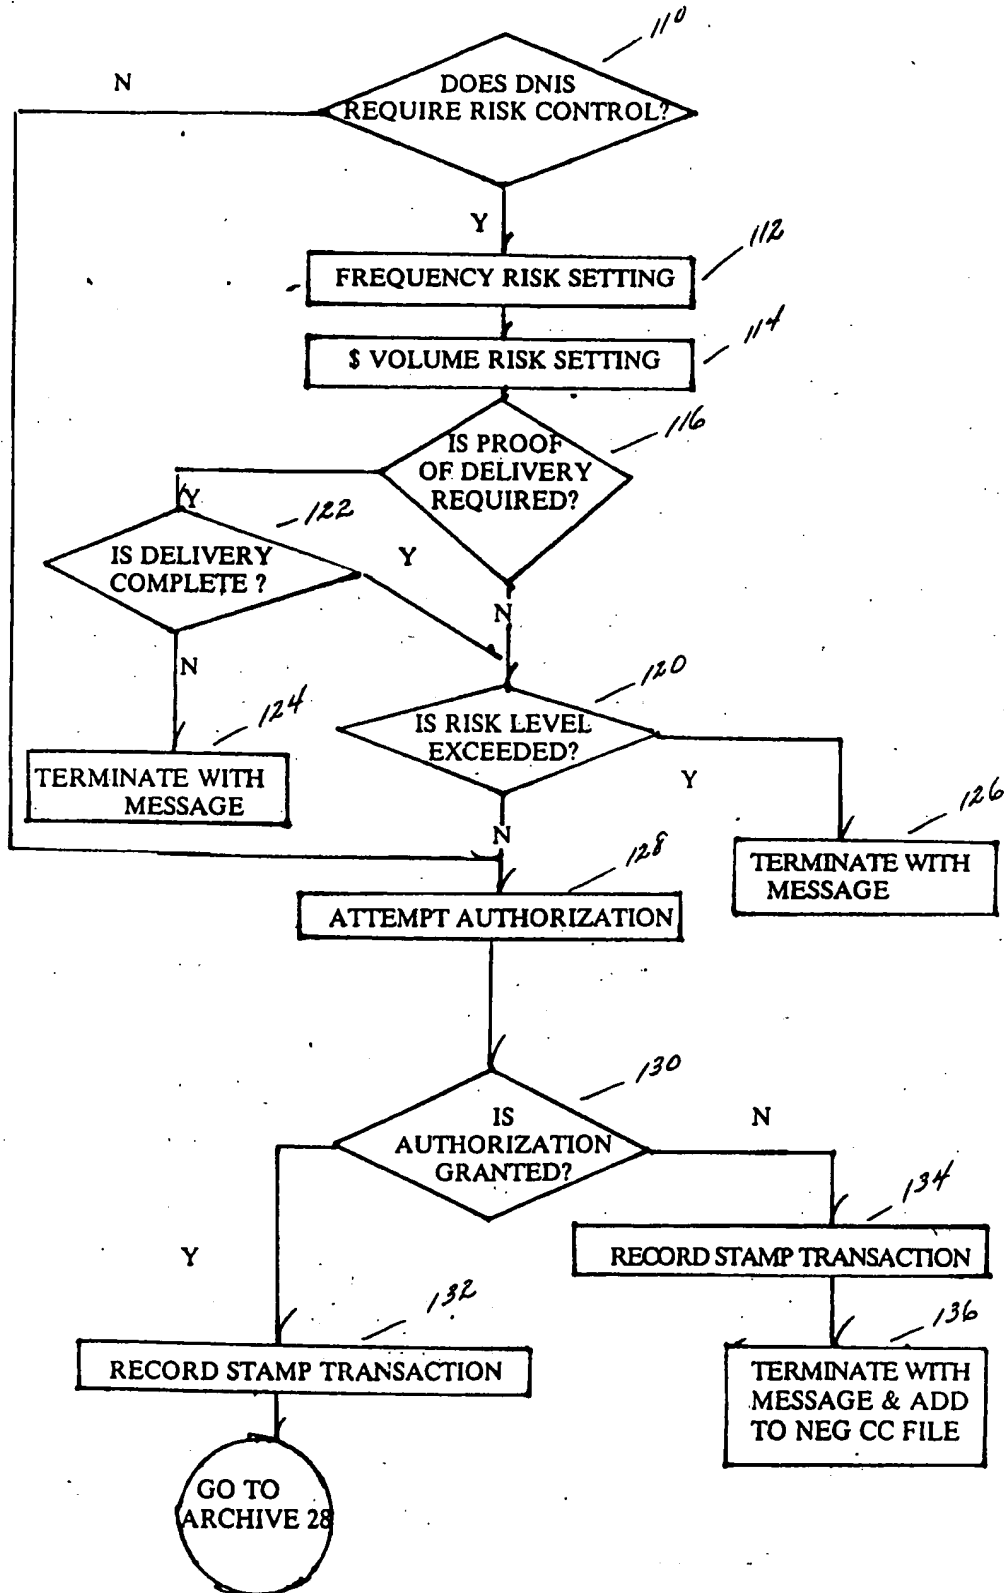 110
DOES DNIS
REQUIRE RISK CONTROL?
N
Y
112
FREQUENCY RISK SETTING
114
$ VOLUME RISK SETTING
116
IS PROOF
OF DELIVERY
REQUIRED?
Y
122
IS DELIVERY
COMPLETE ?
Y
N
N
120
IS RISK LEVEL
EXCEEDED?
124
TERMINATE WITH
MESSAGE
Y
126
TERMINATE WITH
MESSAGE
N
128
ATTEMPT AUTHORIZATION
130
IS
AUTHORIZATION
GRANTED?
N
134
RECORD STAMP TRANSACTION
Y
132
RECORD STAMP TRANSACTION
136
TERMINATE WITH
MESSAGE & ADD
TO NEG CC FILE
GO TO
ARCHIVE 28